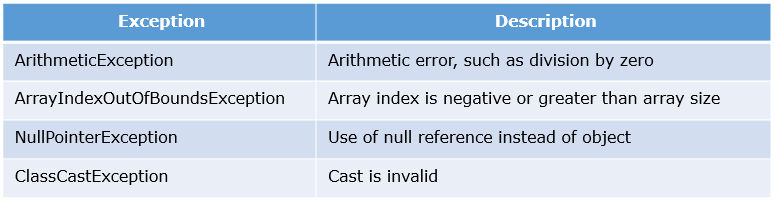 Exception Description
ArithmeticException Arithmetic error, such as division by zero
ArrayIndexOutOfBoundsException Array index is negative or greater than array size
NullPointerException Use of null reference instead of object
ClassCastException Cast is invalid